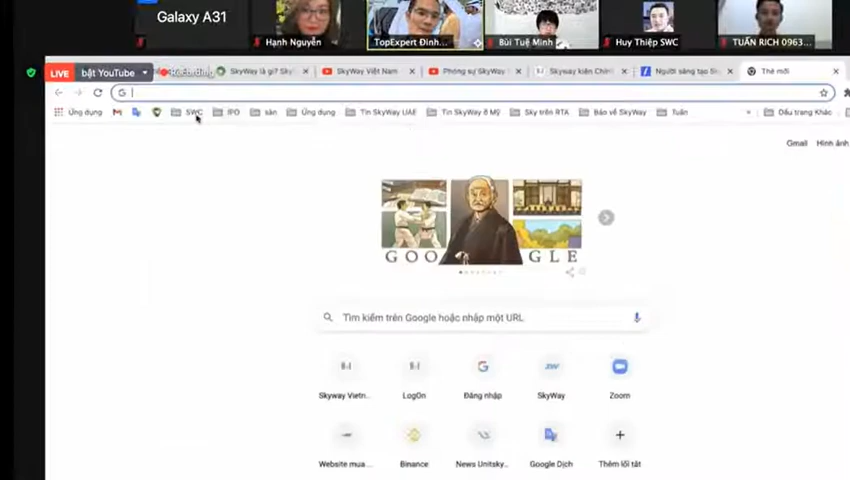 Galaxy A31
Hạnh Nguyễn
TopExpert Đinh...
Bùi Tuệ Minh
Huy Thiệp SWC
TUẤN RICH 0963...
LIVE
bật YouTube
Recording
SkyWay là gì? Sky
SkyWay Việt Nam
Phóng sự SkyWay
Skyway kiện Chính
Người sáng tạo Sk
Thẻ mới
Ứng dụng
SWC
IPO
sàn
Ứng dụng
Tin SkyWay UAE
Tin SkyWay ở Mỹ
Sky trên RTA
Báo về SkyWay
Tuấn
»
Dấu trang Khác
Gmail
Hình ảnh
GOO GLE
Tìm kiếm trên Google hoặc nhập một URL
Skyway Vietn...
LogOn
Đăng nhập
SkyWay
Zoom
Website mua...
Binance
News Unitsky...
Google Dịch
Thêm lối tắt